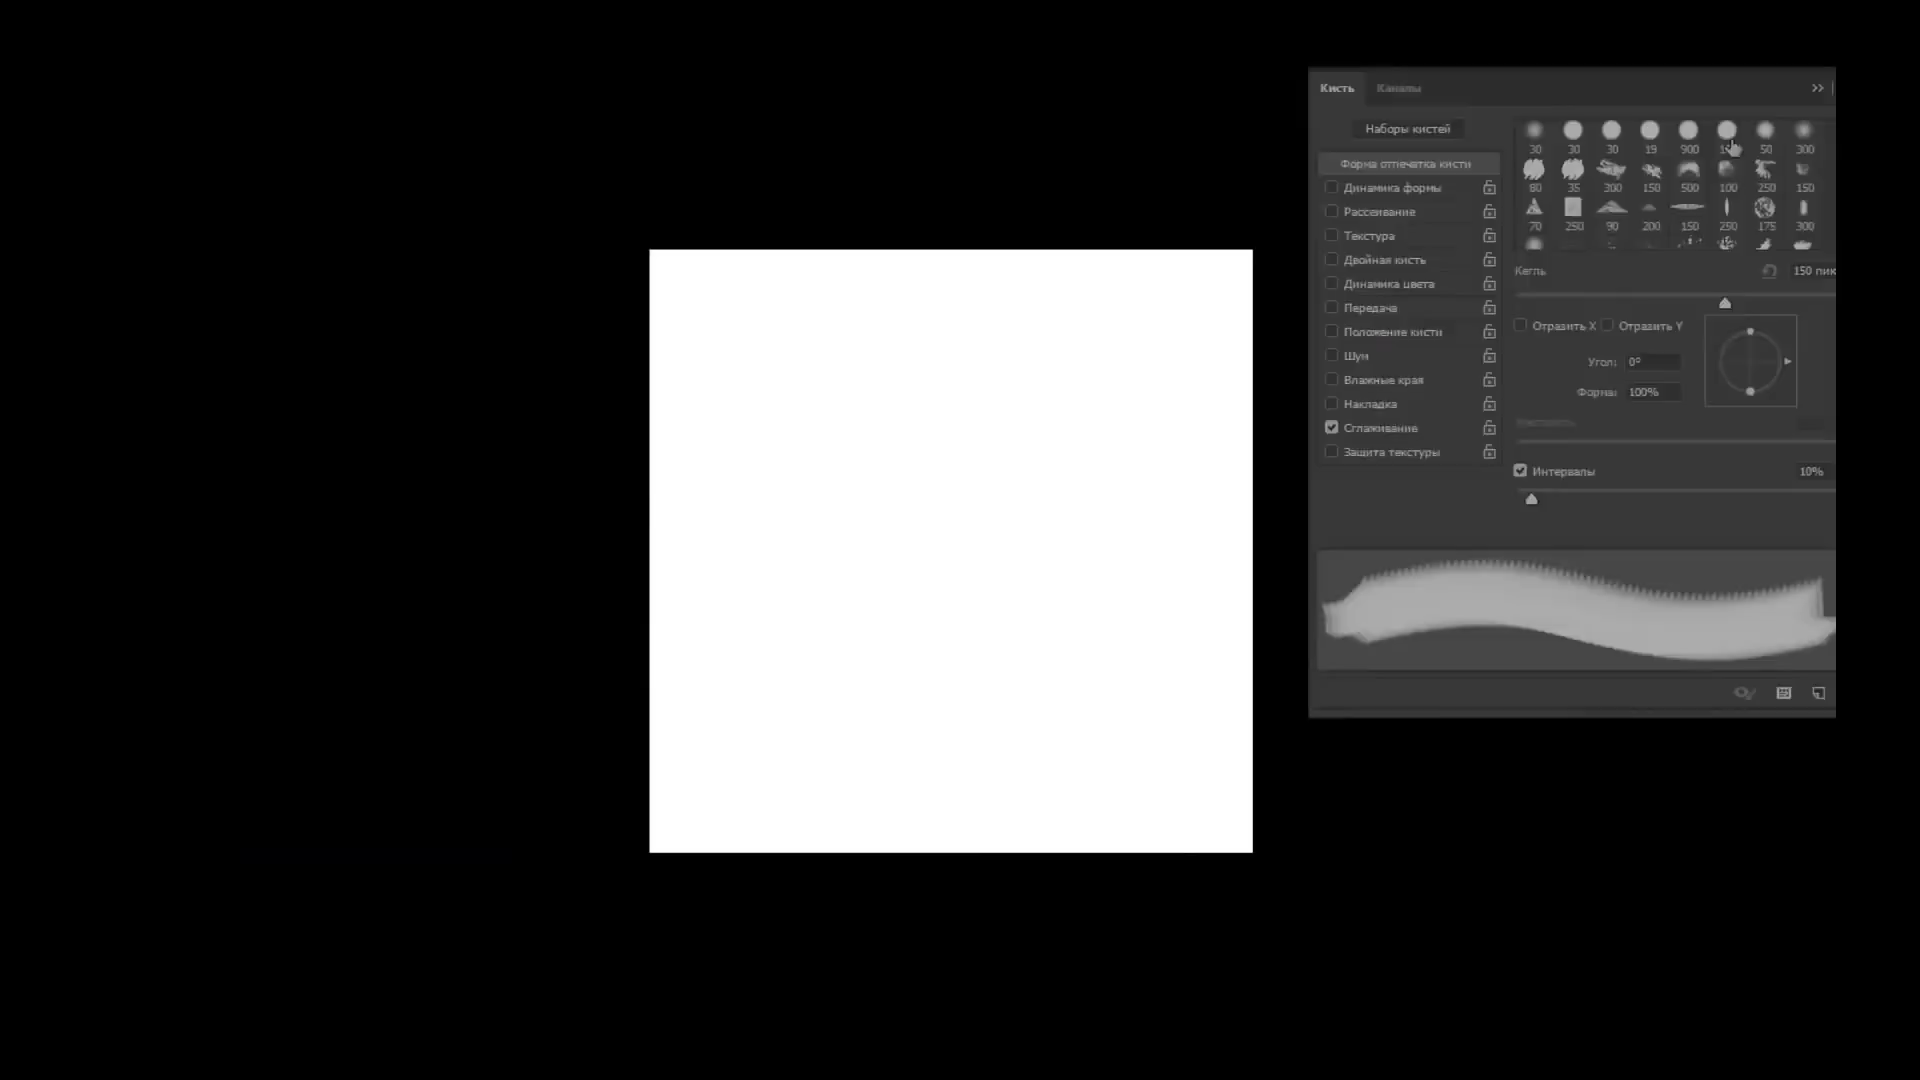 Кисть Каналы
Наборы кистей
Форма отпечатка кисти
Динамика формы
Рассеивание
Текстура
Двойная кисть
Динамика цвета
Передача
Положение кисти
Шум
Влажные края
Накладка
Сглаживание
Защита текстуры
30 30 30 19 900 50 300
80 35 300 150 500 100 250 150
70 250 90 200 150 250 175 300
Кегль 150 пик
Отразить X Отразить Y
Угол: 0°
Форма: 100%
Интервалы 10%